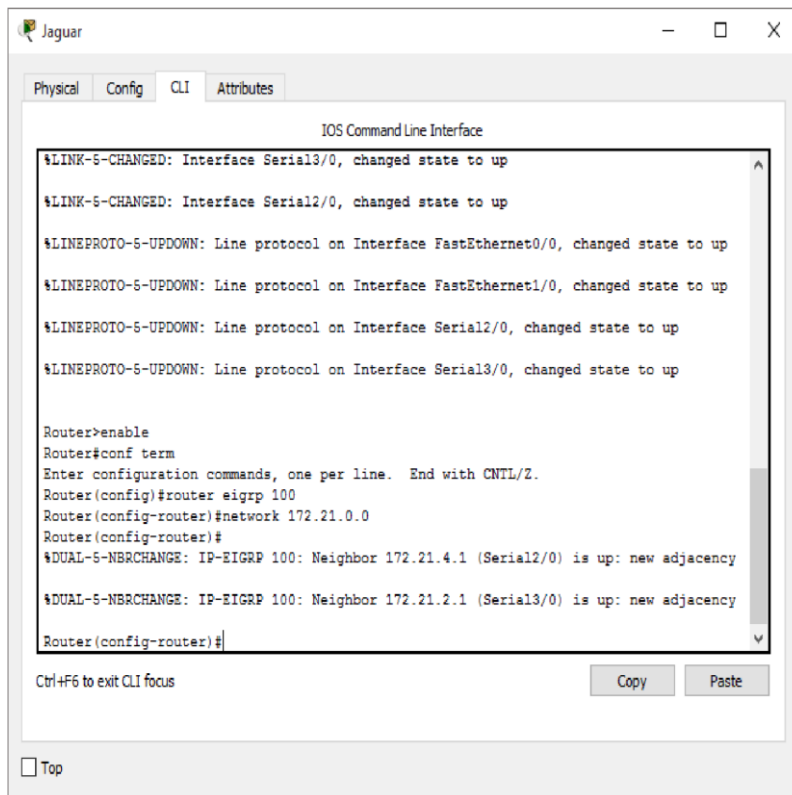 Jaguar
Physical Config CLI Attributes
IOS Command Line Interface
%LINK-5-CHANGED: Interface Serial3/0, changed state to up
%LINK-5-CHANGED: Interface Serial2/0, changed state to up
%LINEPROTO-5-UPDOWN: Line protocol on Interface FastEthernet0/0, changed state to up
%LINEPROTO-5-UPDOWN: Line protocol on Interface FastEthernet1/0, changed state to up
%LINEPROTO-5-UPDOWN: Line protocol on Interface Serial2/0, changed state to up
%LINEPROTO-5-UPDOWN: Line protocol on Interface Serial3/0, changed state to up
Router>enable
Router#conf term
Enter configuration commands, one per line.  End with CNTL/Z.
Router(config)#router eigrp 100
Router(config-router)#network 172.21.0.0
Router(config-router)#
%DUAL-5-NBRCHANGE: IP-EIGRP 100: Neighbor 172.21.4.1 (Serial2/0) is up: new adjacency
%DUAL-5-NBRCHANGE: IP-EIGRP 100: Neighbor 172.21.2.1 (Serial3/0) is up: new adjacency
Router(config-router)#
Ctrl+F6 to exit CLI focus
Copy Paste
Top